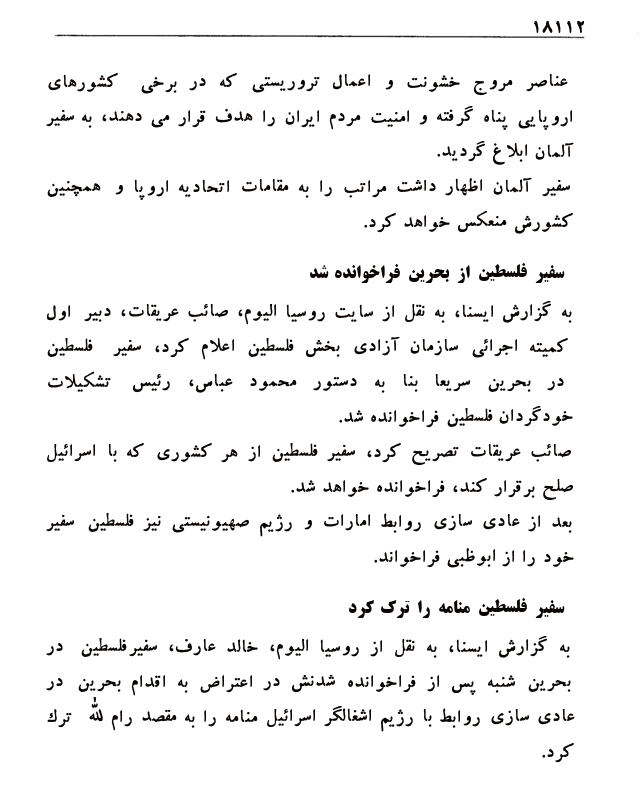 ۱۸۱۱۲
عناصر مروج خشونت و اعمال تروریستی که در برخی کشورهای
اروپایی پناه گرفته و امنیت مردم ایران را هدف قرار می دهند، به سفیر
آلمان ابلاغ گردید.
سفیر آلمان اظهار داشت مراتب را به مقامات اتحادیه اروپا و همچنین
کشورش منعکس خواهد کرد.
سفیر فلسطین از بحرین فراخوانده شد
به گزارش ایسنا، به نقل از سایت روسیا الیوم، صائب عریقات، دبیر اول
کمیته اجرائی سازمان آزادی بخش فلسطین اعلام کرد، سفیر فلسطین
در بحرین سریعا بنا به دستور محمود عباس، رئیس تشکیلات
خودگردان فلسطین فراخوانده شد.
صائب عریقات تصریح کرد، سفیر فلسطین از هر کشوری که با اسرائیل
صلح برقرار کند، فراخوانده خواهد شد.
بعد از عادی سازی روابط امارات و رژیم صهیونیستی نیز فلسطین سفیر
خود را از ابوظبی فراخواند.
سفیر فلسطین منامه را ترک کرد
به گزارش ایسنا، به نقل از روسیا الیوم، خالد عارف، سفیرفلسطین در
بحرین شنبه پس از فراخوانده شدنش در اعتراض به اقدام بحرین در
عادی سازی روابط با رژیم اشغالگر اسرائیل منامه را به مقصد رام لله ترك
کرد.